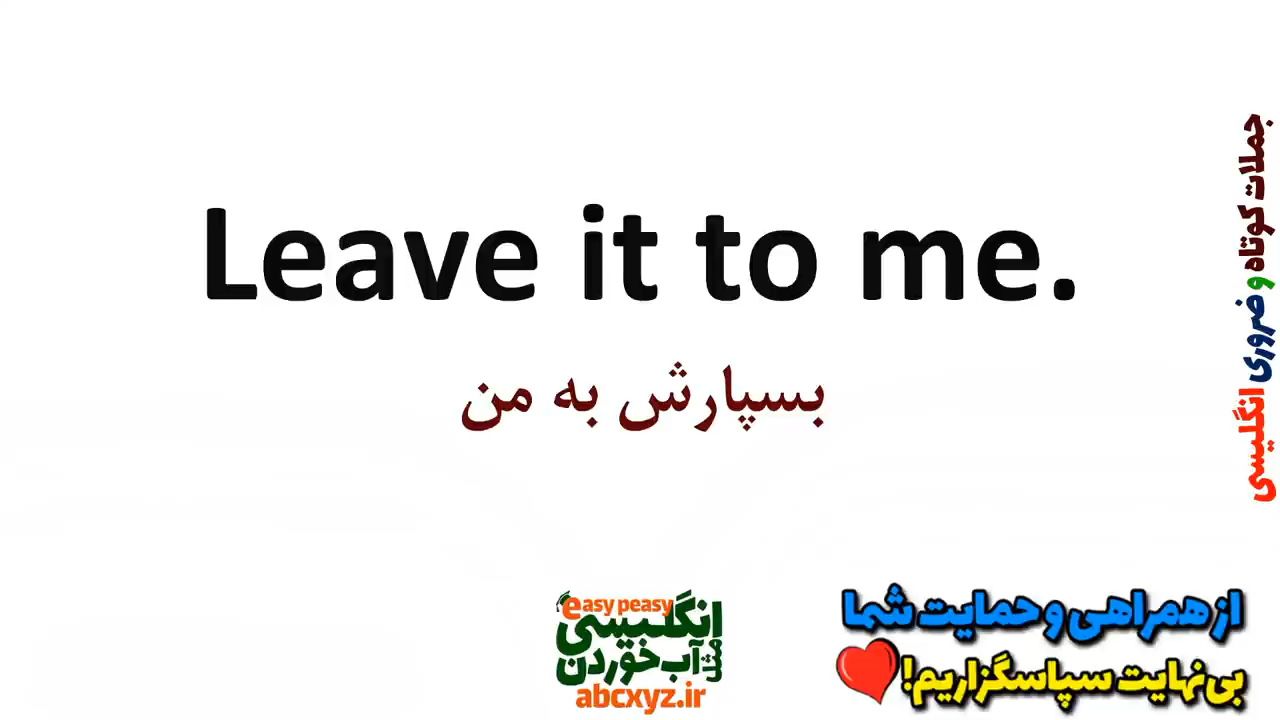 Leave it to me.
بسپارش به من
جملات کوتاه و ضروری انگلیسی
easy peasy
انگلیسی
مثل
آب خوردن
abcxyz.ir
از همراهی و حمایت شما
بی‌نهایت سپاسگزاریم!